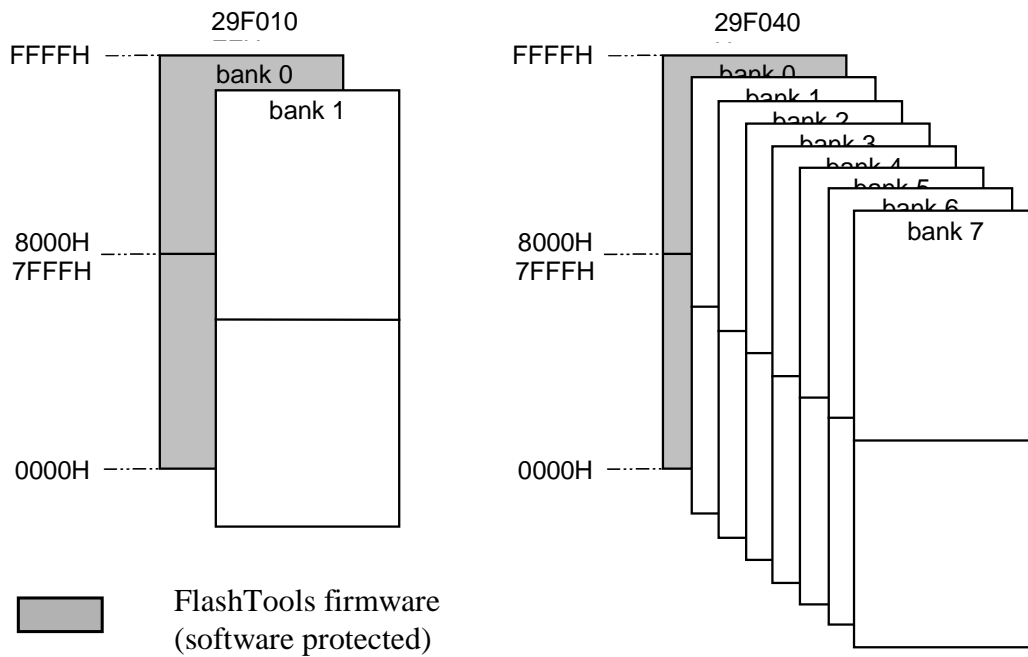 29F010
FFFFH
bank 0
bank 1
8000H
7FFFH
0000H
29F040
FFFFH
bank 0
bank 1
bank 2
bank 3
bank 4
bank 5
bank 6
bank 7
8000H
7FFFH
0000H
FlashTools firmware
(software protected)